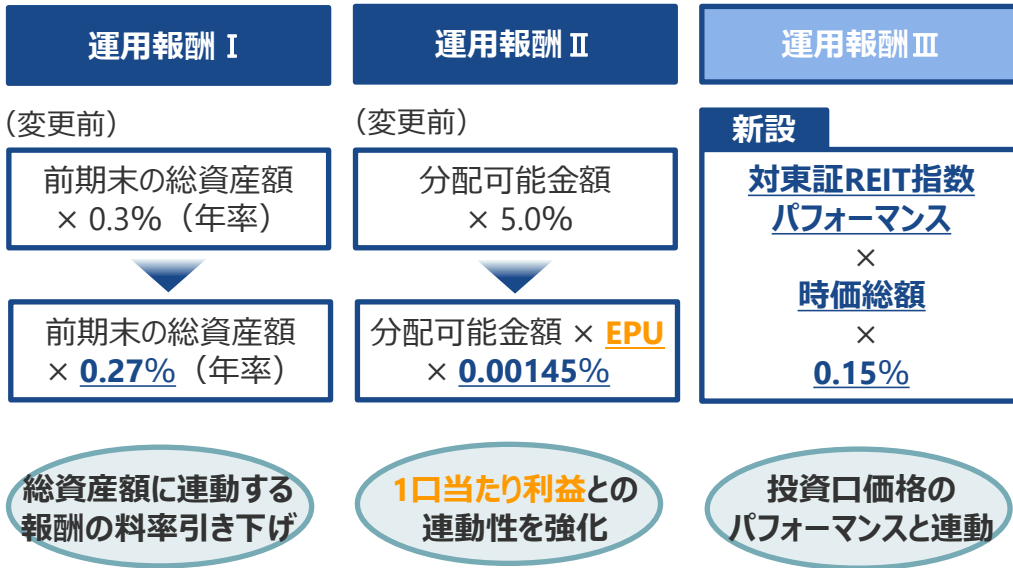 運用報酬Ⅰ
(変更前)
前期末の総資産額
× 0.3%（年率）
前期末の総資産額
× 0.27%（年率）
総資産額に連動する
報酬の料率引き下げ
運用報酬Ⅱ
(変更前)
分配可能金額
× 5.0%
分配可能金額 × EPU
× 0.00145%
1口当たり利益との
連動性を強化
運用報酬Ⅲ
新設
対東証REIT指数
パフォーマンス
×
時価総額
×
0.15%
投資口価格の
パフォーマンスと連動